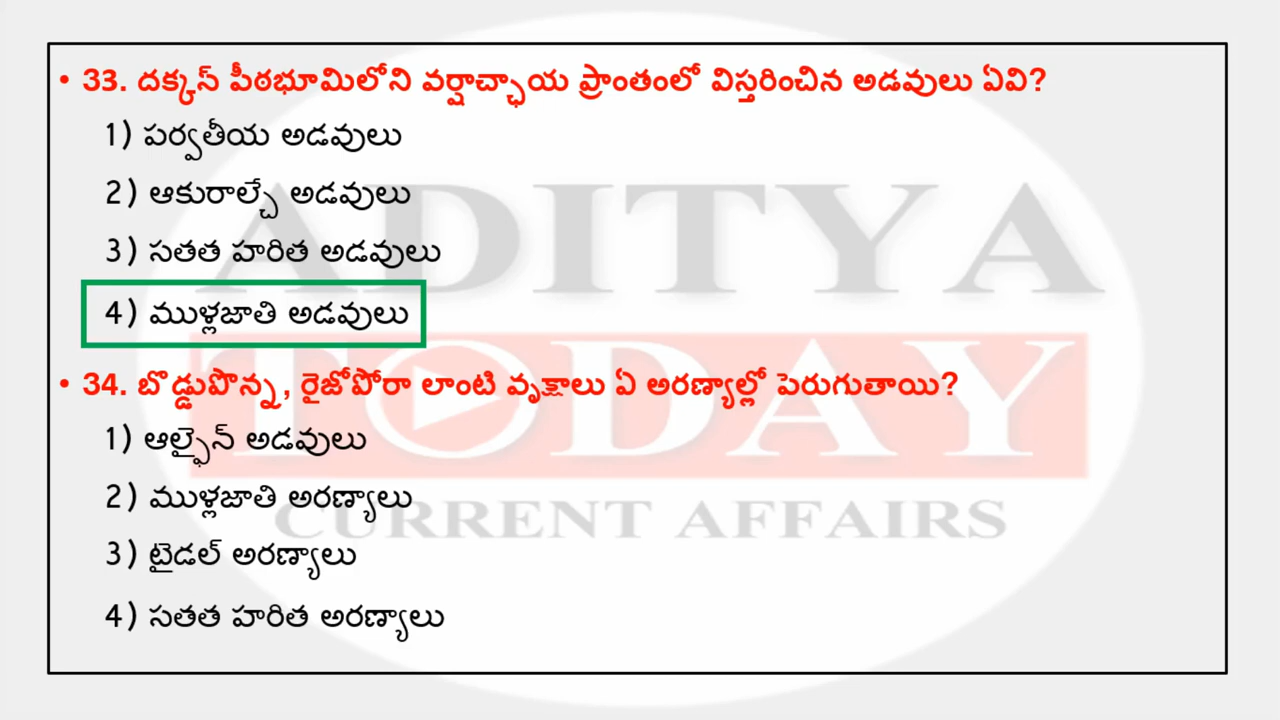 • 33. దక్కన్ పీఠభూమిలోని వర్షాచ్ఛాయ ప్రాంతంలో విస్తరించిన అడవులు ఏవి?
1) పర్వతీయ అడవులు
2) ఆకురాల్చే అడవులు
3) సతత హరిత అడవులు
4) ముళ్లజాతి అడవులు
• 34. బొడ్డుపొన్న, రైజోపోరా లాంటి వృక్షాలు ఏ అరణ్యాల్లో పెరుగుతాయి?
1) ఆల్ఫైన్ అడవులు
2) ముళ్లజాతి అరణ్యాలు
3) టైడల్ అరణ్యాలు
4) సతత హరిత అరణ్యాలు
ADITYA
TODAY
CURRENT AFFAIRS